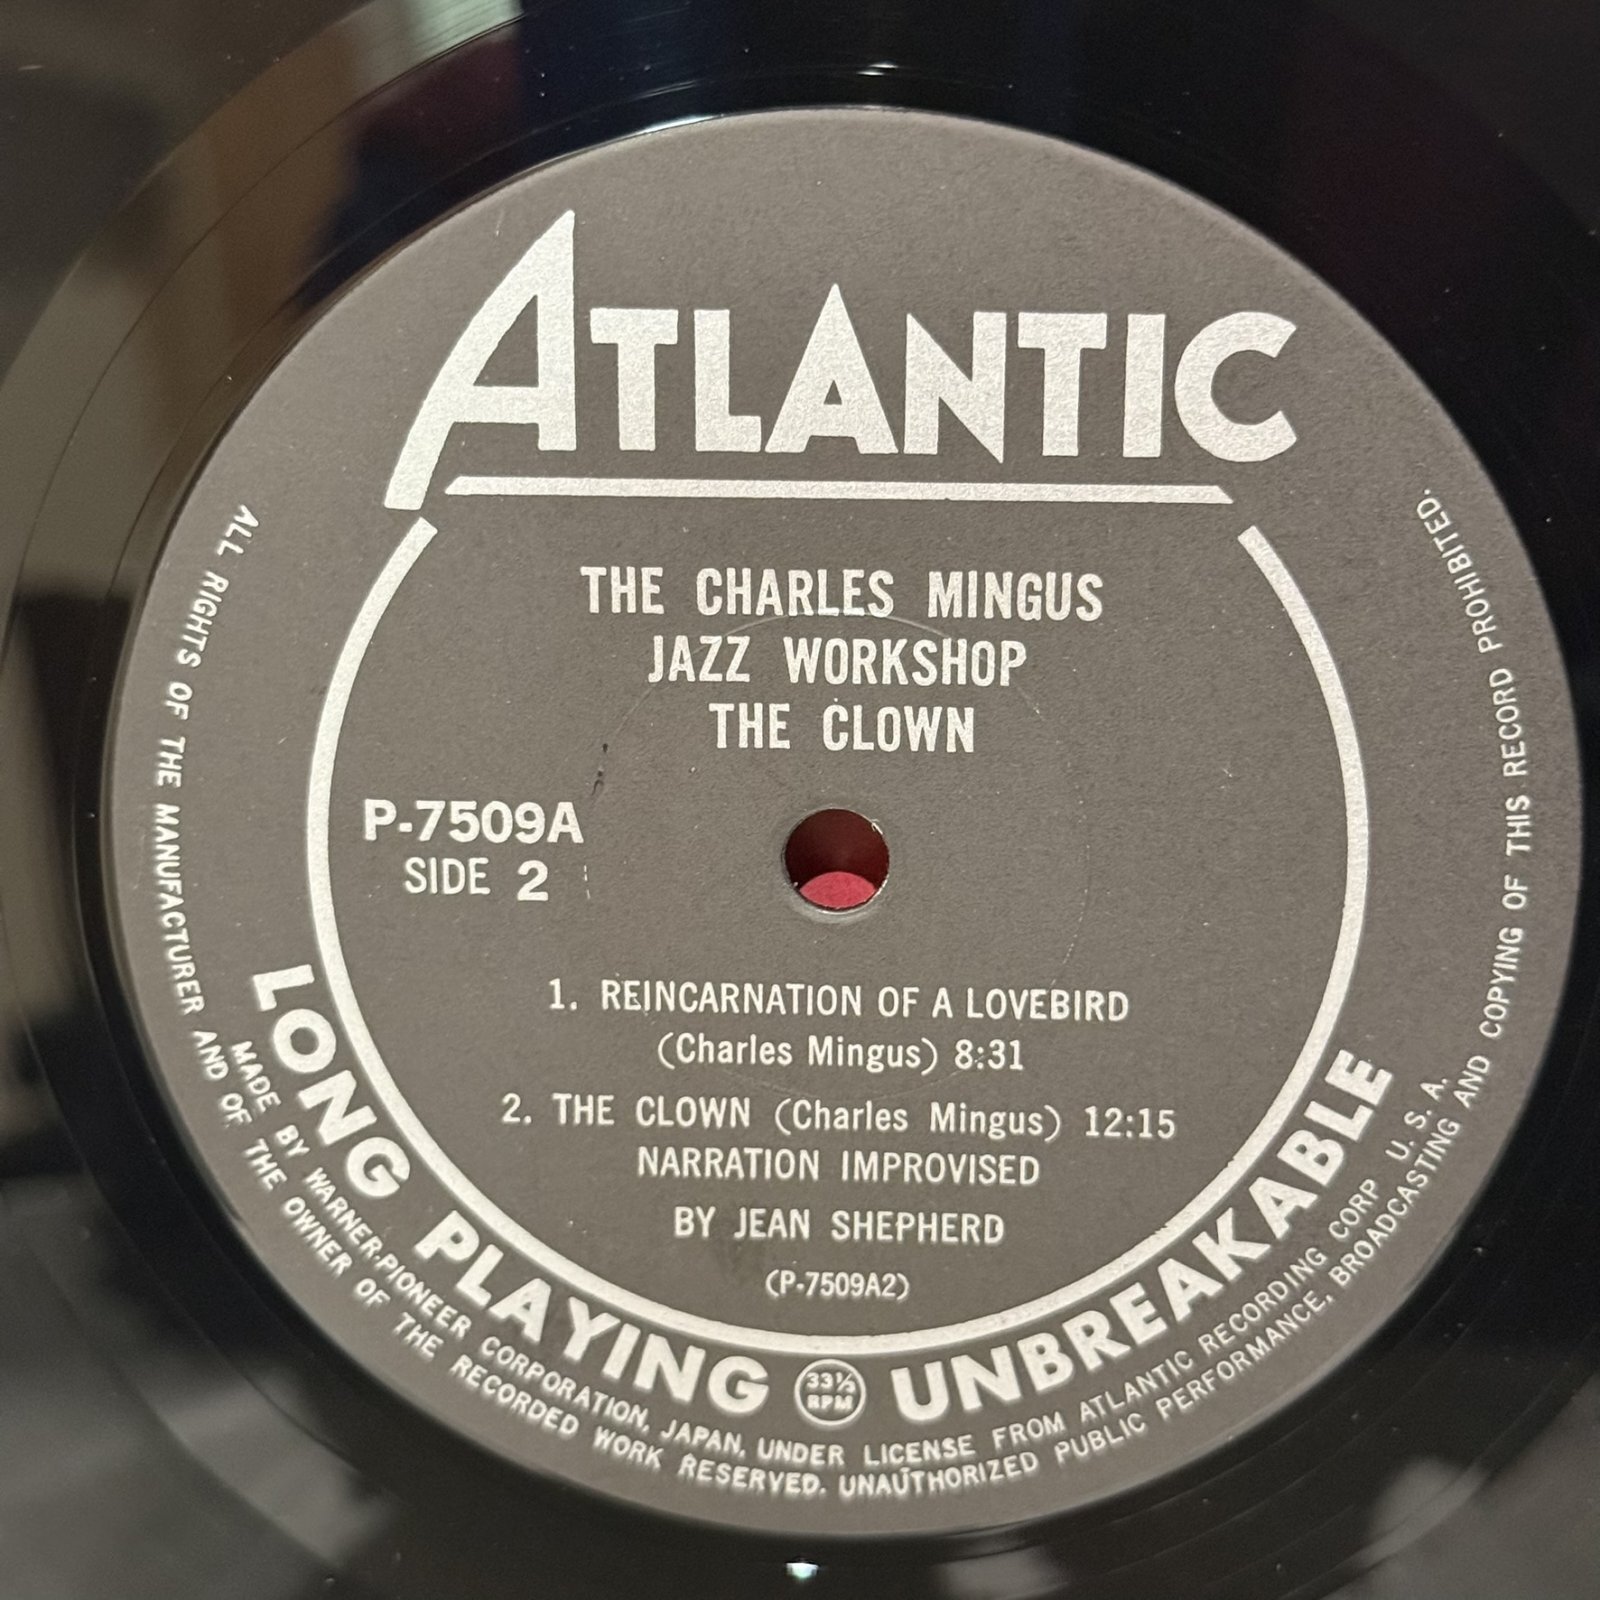 ATLANTIC
THE CHARLES MINGUS
JAZZ WORKSHOP
THE CLOWN
P-7509A
SIDE 2
1. REINCARNATION OF A LOVEBIRD
(Charles Mingus) 8:31
2. THE CLOWN (Charles Mingus) 12:15
NARRATION IMPROVISED
BY JEAN SHEPHERD
(P-7509A2)
LONG PLAYING 33⅓ RPM UNBREAKABLE
MADE BY WARNER-PIONEER CORPORATION, JAPAN, UNDER LICENSE FROM ATLANTIC RECORDING CORP U. S. A.
ALL RIGHTS OF THE MANUFACTURER AND OF THE OWNER OF THE RECORDED WORK RESERVED. UNAUTHORIZED PUBLIC PERFORMANCE, BROADCASTING AND COPYING OF THIS RECORD PROHIBITED.